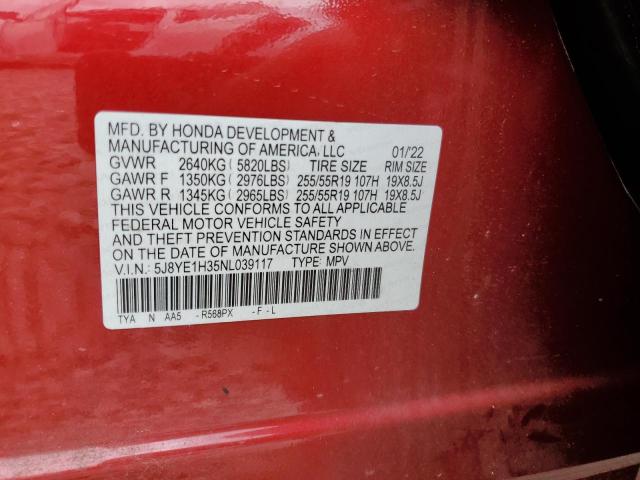 MFD. BY HONDA DEVELOPMENT &
MANUFACTURING OF AMERICA, LLC 01/'22
GVWR 2640KG( 5820LBS) TIRE SIZE RIM SIZE
GAWR F 1350KG( 2976LBS) 255/55R19 107H 19X8.5J
GAWR R 1345KG( 2965LBS) 255/55R19 107H 19X8.5J
THIS VEHICLE CONFORMS TO ALL APPLICABLE
FEDERAL MOTOR VEHICLE SAFETY
AND THEFT PREVENTION STANDARDS IN EFFECT
ON THE DATE OF MANUFACTURE SHOWN ABOVE.
V.I.N.: 5J8YE1H35NL039117 TYPE: MPV
TYA N AA5 -R568PX -F-L